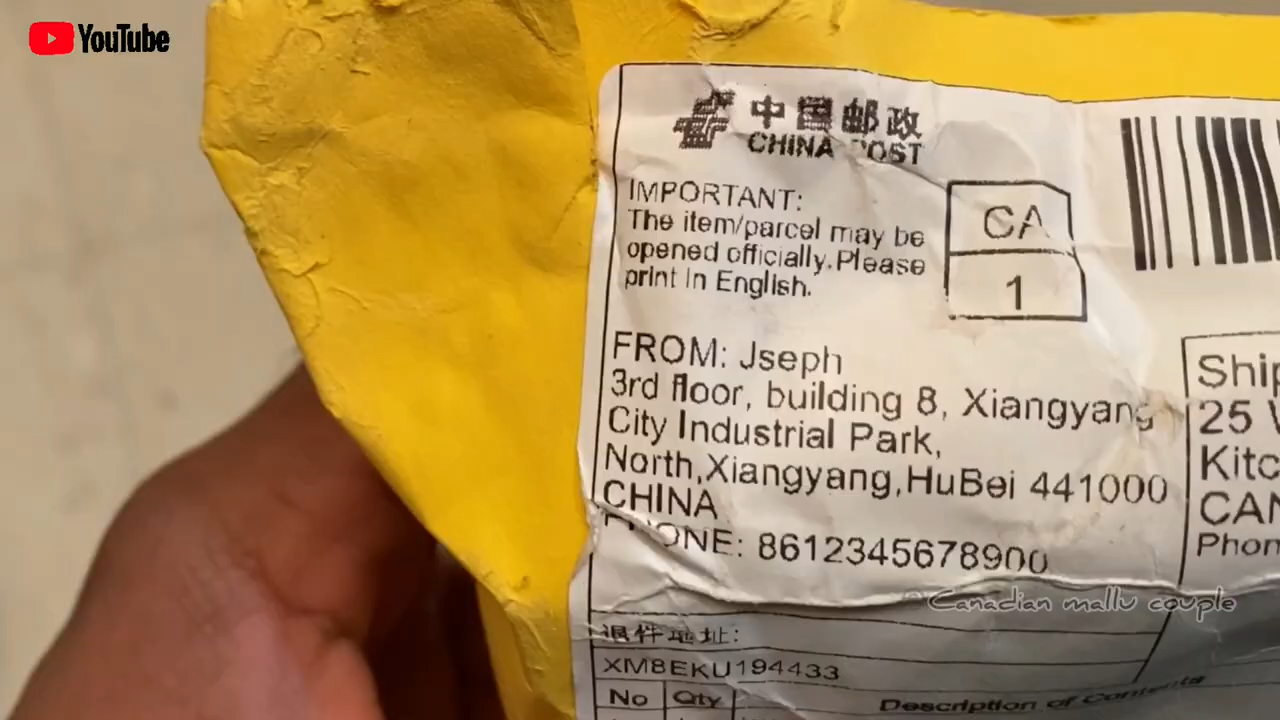 YouTube
中国邮政
CHINA POST
IMPORTANT:
The item/parcel may be
opened officially.Please
print in English.
CA
1
FROM: Jseph
3rd floor, building 8, Xiangyang
City Industrial Park,
North,Xiangyang,HuBei 441000
CHINA
PHONE: 8612345678900
Ship
25
Kitc
CAN
Phon
Canadian mallu couple
退件地址:
XM8EKU194433
No Qty Description of Contents